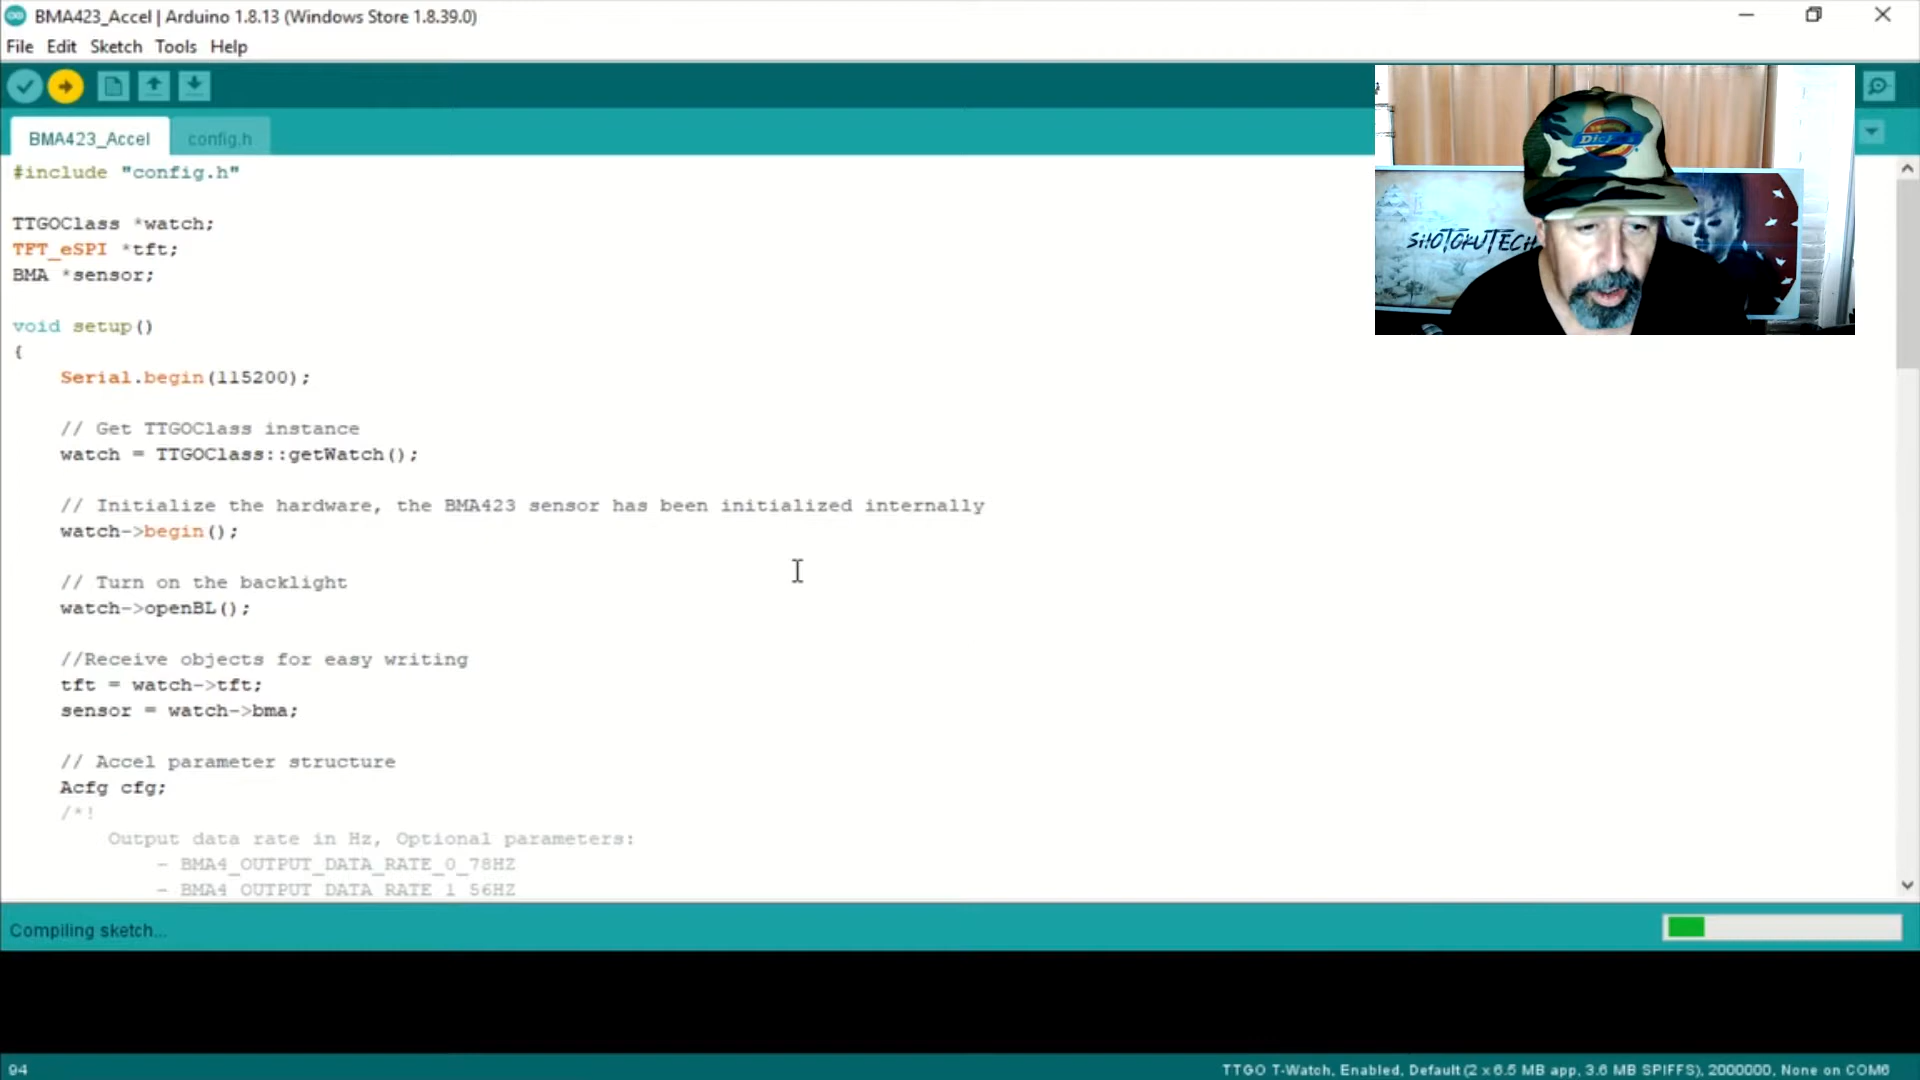 BMA423_Accel | Arduino 1.8.13 (Windows Store 1.8.39.0)
File Edit Sketch Tools Help
BMA423_Accel config.h
#include "config.h"
TTGOClass *watch;
TFT_eSPI *tft;
BMA *sensor;
void setup()
{
Serial.begin(115200);
// Get TTGOClass instance
watch = TTGOClass::getWatch();
// Initialize the hardware, the BMA423 sensor has been initialized internally
watch->begin();
// Turn on the backlight
watch->openBL();
//Receive objects for easy writing
tft = watch->tft;
sensor = watch->bma;
// Accel parameter structure
Acfg cfg;
/*!
Output data rate in Hz, Optional parameters:
- BMA4_OUTPUT_DATA_RATE_0_78HZ
- BMA4_OUTPUT_DATA_RATE_1_56HZ
Dickies
SHOTOKUTECH
Compiling sketch...
94
TTGO T-Watch, Enabled, Default (2 x 6.5 MB app, 3.6 MB SPIFFS), 2000000, None on COM6